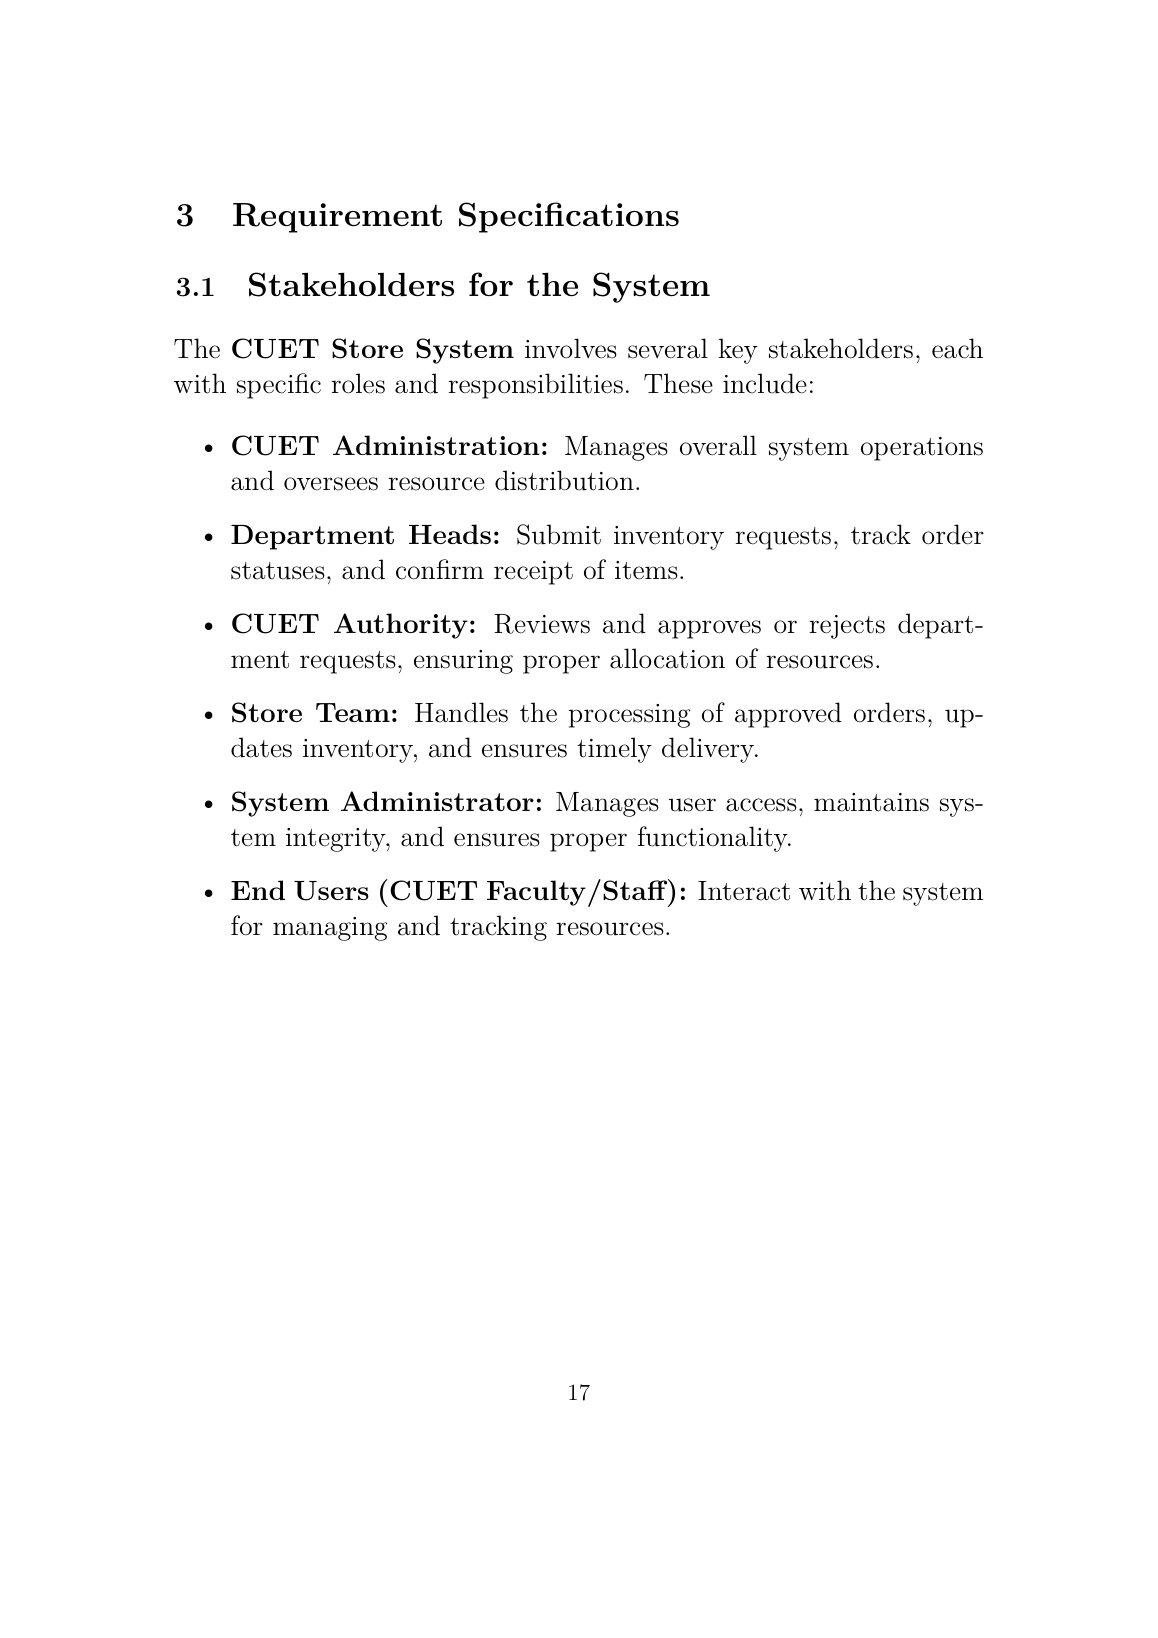 3 Requirement Specifications
3.1 Stakeholders for the System
The CUET Store System involves several key stakeholders, each
with specific roles and responsibilities. These include:
• CUET Administration: Manages overall system operations
and oversees resource distribution.
• Department Heads: Submit inventory requests, track order
statuses, and confirm receipt of items.
• CUET Authority: Reviews and approves or rejects depart-
ment requests, ensuring proper allocation of resources.
• Store Team: Handles the processing of approved orders, up-
dates inventory, and ensures timely delivery.
• System Administrator: Manages user access, maintains sys-
tem integrity, and ensures proper functionality.
• End Users (CUET Faculty/Staff): Interact with the system
for managing and tracking resources.
17